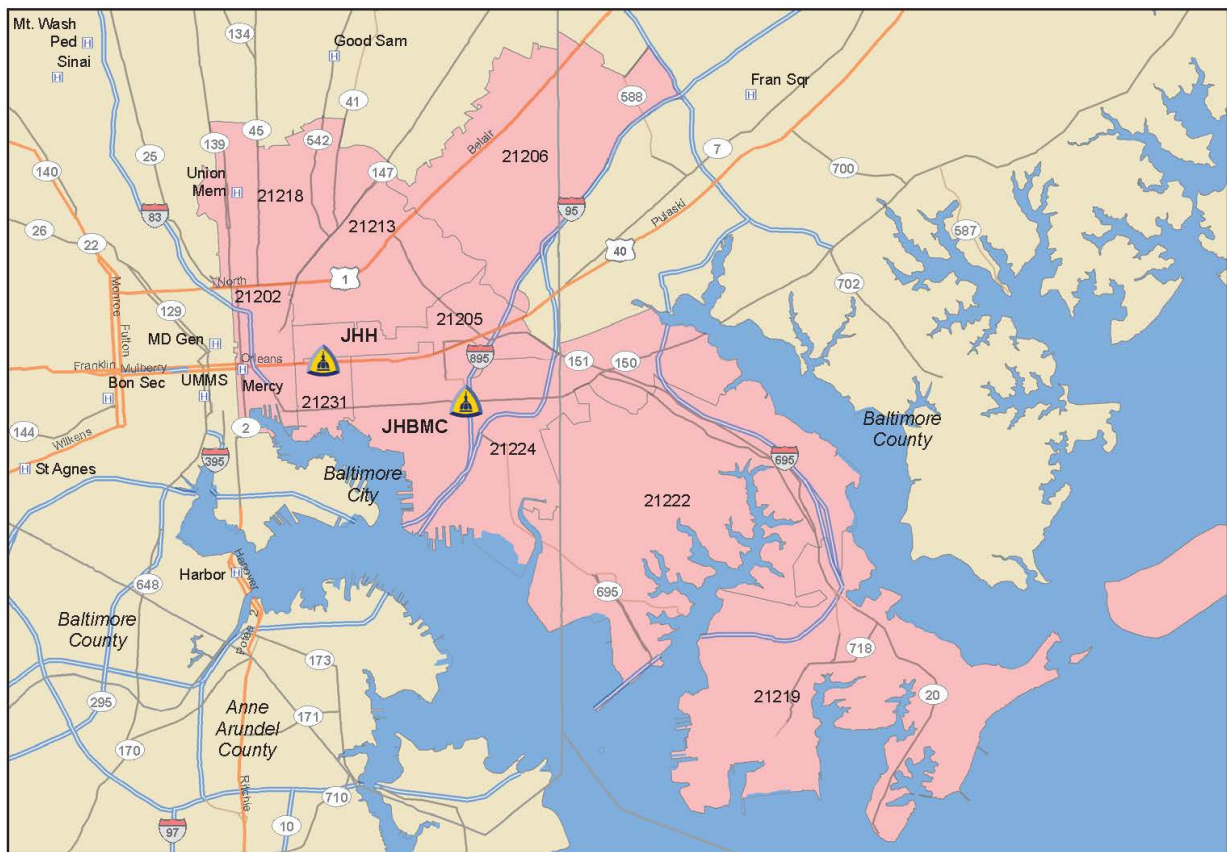 Mt. Wash
Ped
Sinai
134
Good Sam
41
588
Fran Sqr
45
542
139
25
7
Belair
21206
147
700
140
Union
Mem
21218
83
21213
95
Pulaski
26
22
40
587
North
1
702
21202
Monroe
Fulton
129
21205
MD Gen
JHH
895
Orleans
151
150
Franklin
Mulberry
Bon Sec
UMMS
Mercy
21231
JHBMC
Baltimore
County
144
Wilkens
2
21224
395
St Agnes
Baltimore
City
695
21222
Harbor
Hanover
648
695
Baltimore
County
Potee
2
173
718
21219
20
295
Anne
Arundel
County
171
170
Ritchie
710
97
10